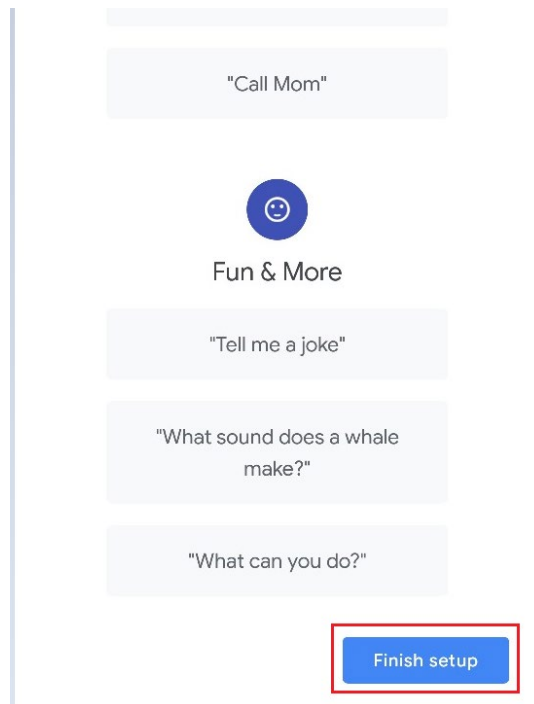 "Call Mom"
Fun & More
"Tell me a joke"
"What sound does a whale
make?"
"What can you do?"
Finish setup